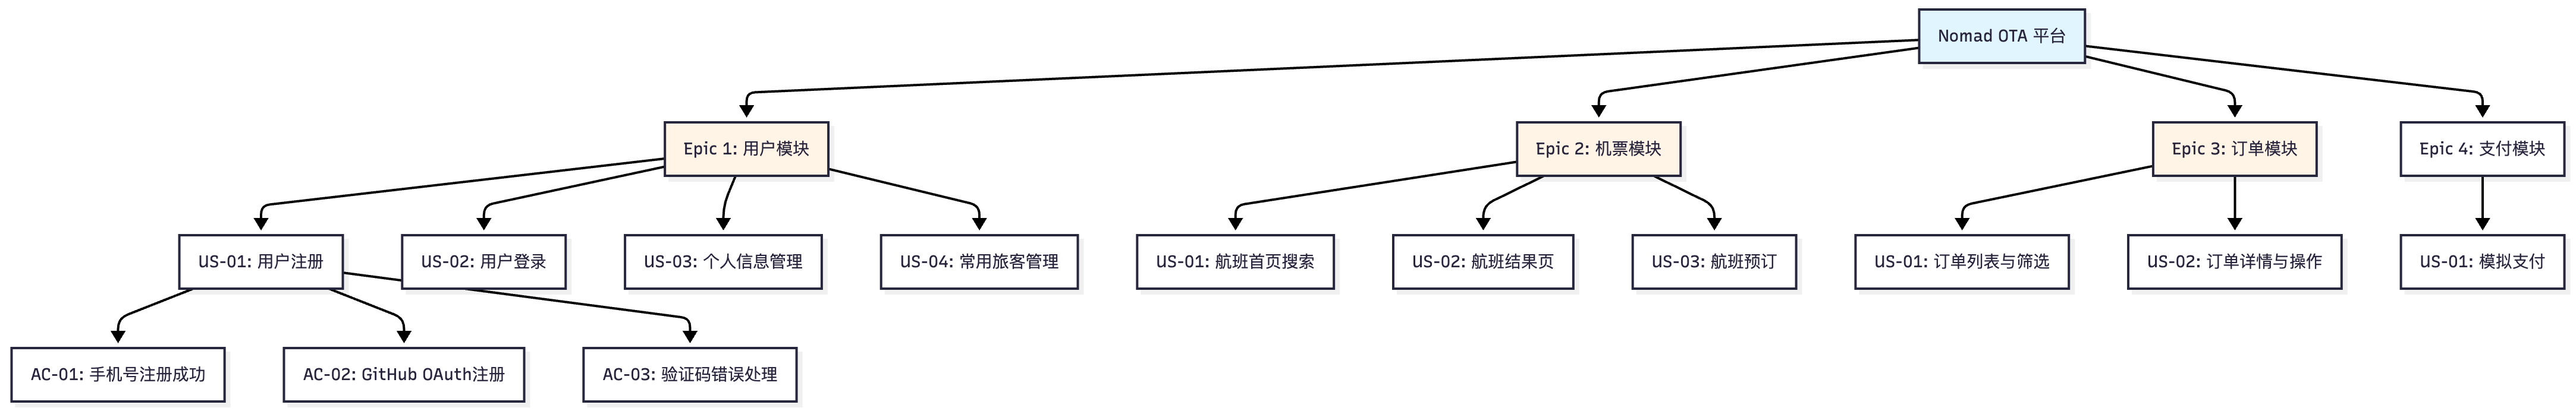 Nomad OTA 平台
Epic 1: 用户模块
Epic 2: 机票模块
Epic 3: 订单模块
Epic 4: 支付模块
US-01: 用户注册
US-02: 用户登录
US-03: 个人信息管理
US-04: 常用旅客管理
US-01: 航班首页搜索
US-02: 航班结果页
US-03: 航班预订
US-01: 订单列表与筛选
US-02: 订单详情与操作
US-01: 模拟支付
AC-01: 手机号注册成功
AC-02: GitHub OAuth注册
AC-03: 验证码错误处理